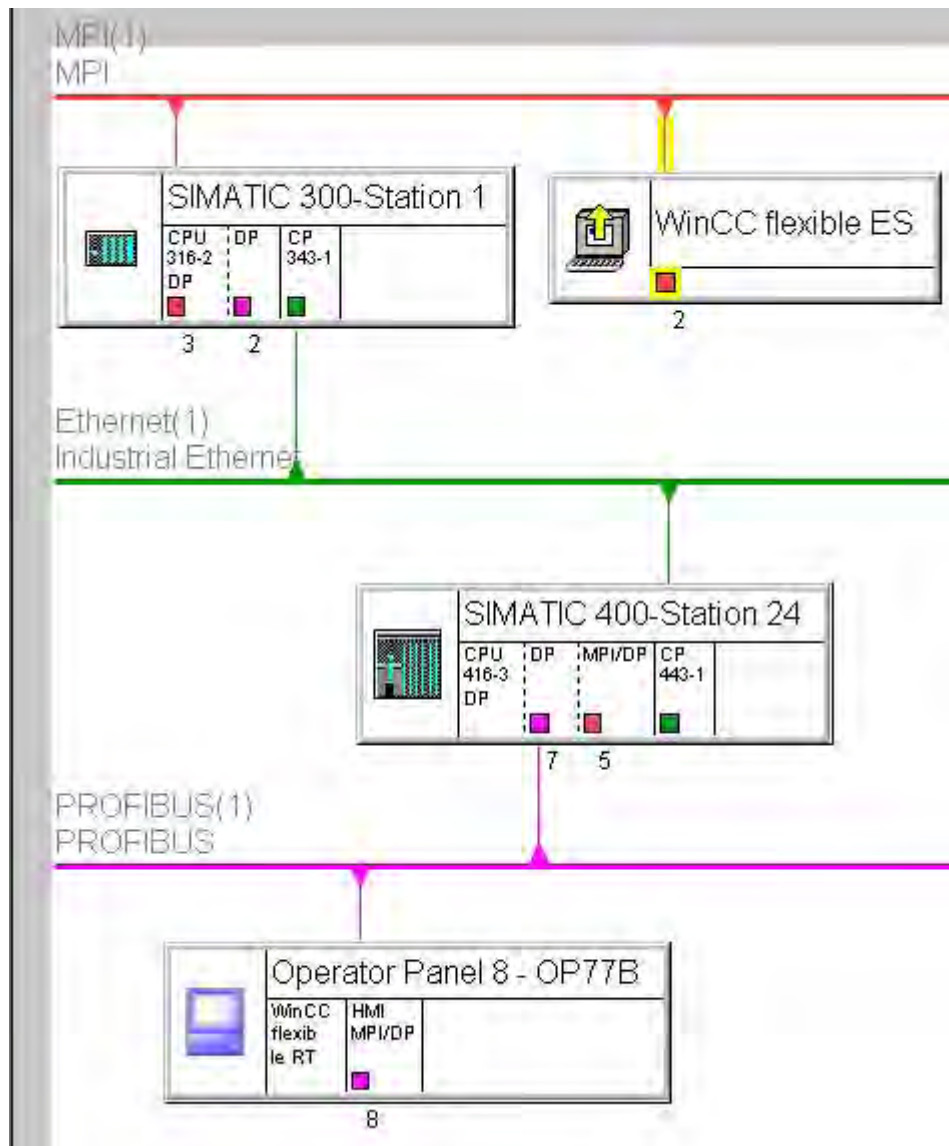 MPI(1)
MPI
SIMATIC 300-Station 1
CPU
316-2
DP
DP
CP
343-1
3
2
WinCC flexible ES
2
Ethernet(1)
Industrial Ethernet
SIMATIC 400-Station 24
CPU
416-3
DP
DP
MPI/DP
CP
443-1
7
5
PROFIBUS(1)
PROFIBUS
Operator Panel 8 - OP77B
WinCC
flexib
le RT
HMI
MPI/DP
8